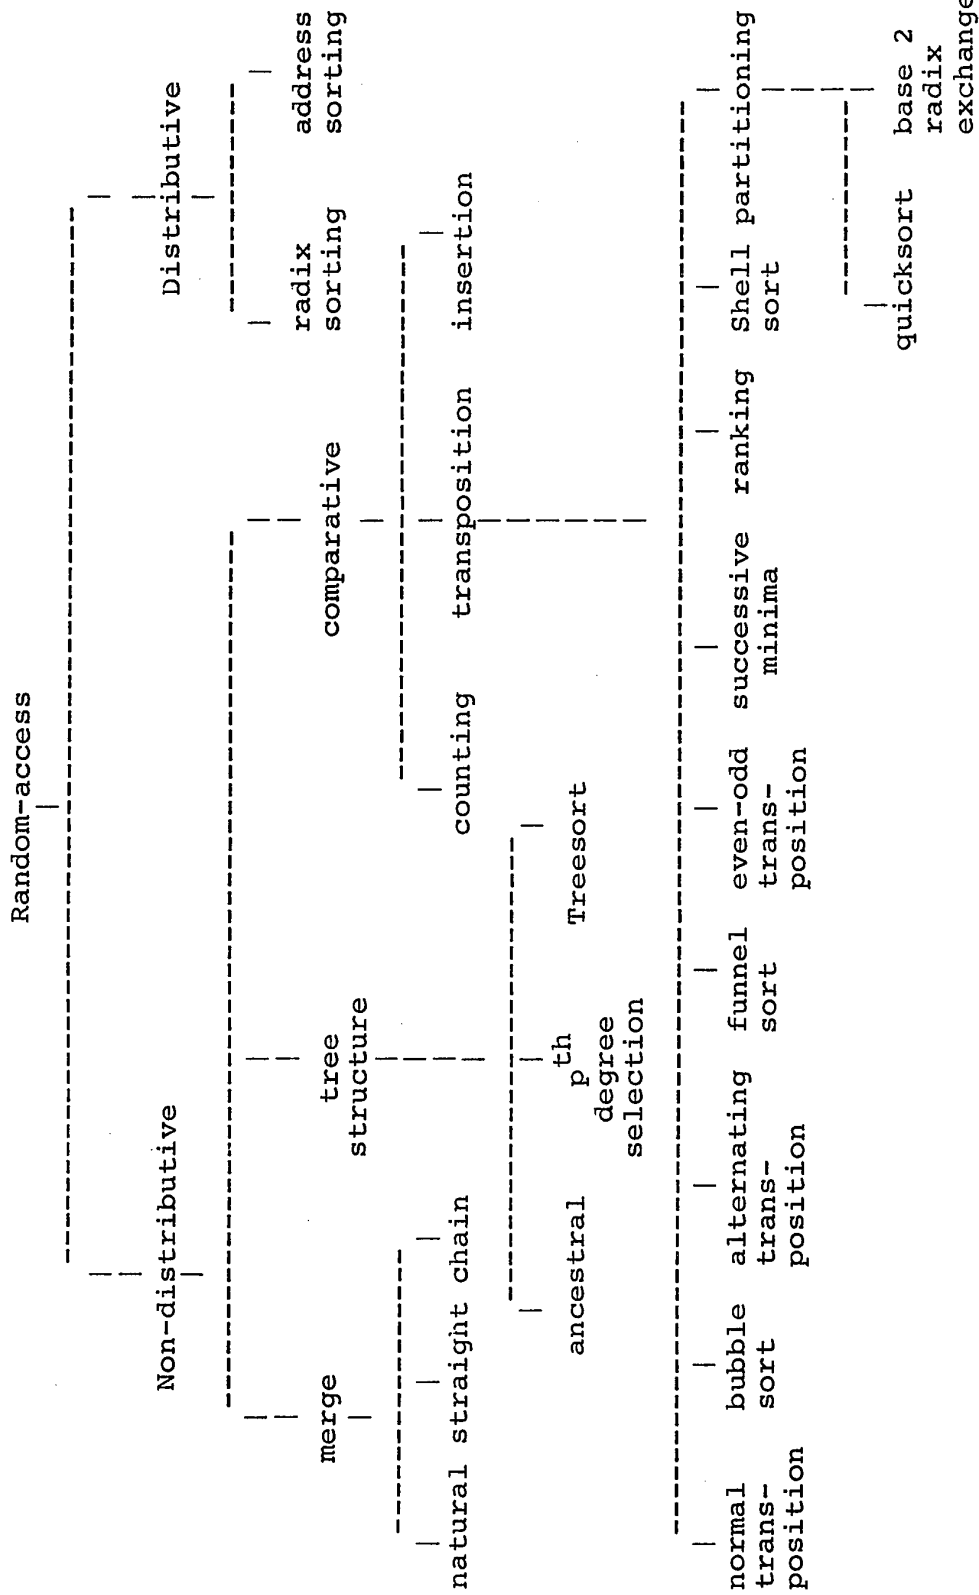 Random-access
Non-distributive Distributive
merge tree structure comparative radix sorting address sorting
natural straight chain counting transposition insertion
ancestral pth degree selection Treesort
normal trans- position bubble sort alternating trans- position funnel sort even-odd trans- position successive minima ranking Shell sort partitioning
quicksort base 2 radix exchange